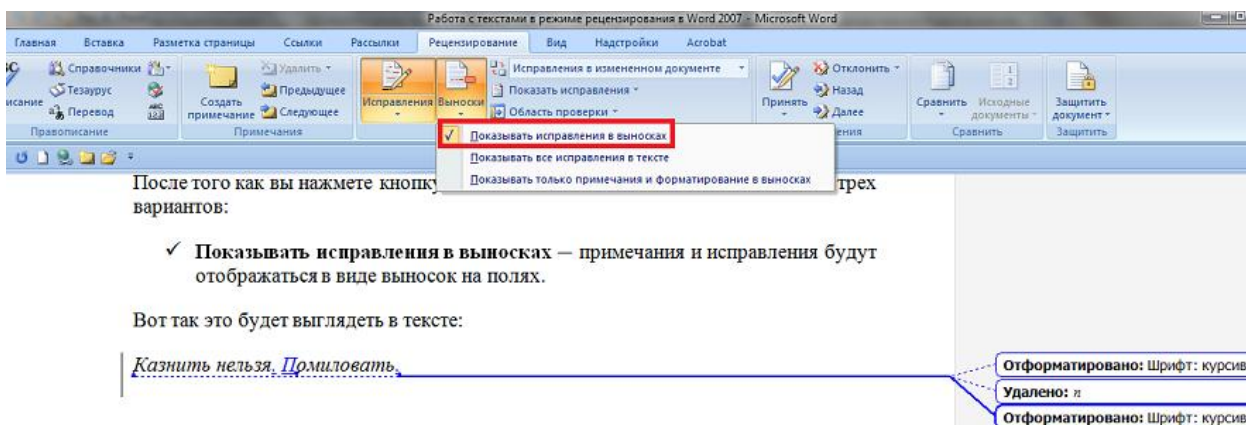 Работа с текстами в режиме рецензирования в Word 2007 - Microsoft Word
Главная Вставка Разметка страницы Ссылки Рассылки Рецензирование Вид Надстройки Acrobat
Справочники
Тезаурус
Перевод
Правописание
Создать примечание
Удалить
Предыдущее
Следующее
Примечания
Исправления
Выноски
Исправления в измененном документе
Показать исправления
Область проверки
Принять
Отклонить
Назад
Далее
Сравнить
Исходные документы
Сравнить
Защитить документ
Защитить
Показывать исправления в выносках
Показывать все исправления в тексте
Показывать только примечания и форматирование в выносках
После того как вы нажмете кнопку трех
вариантов:
✓ Показывать исправления в выносках — примечания и исправления будут
отображаться в виде выносок на полях.
Вот так это будет выглядеть в тексте:
Казнить нельзя. Помиловать.
Отформатировано: Шрифт: курсив
Удалено: п
Отформатировано: Шрифт: курсив